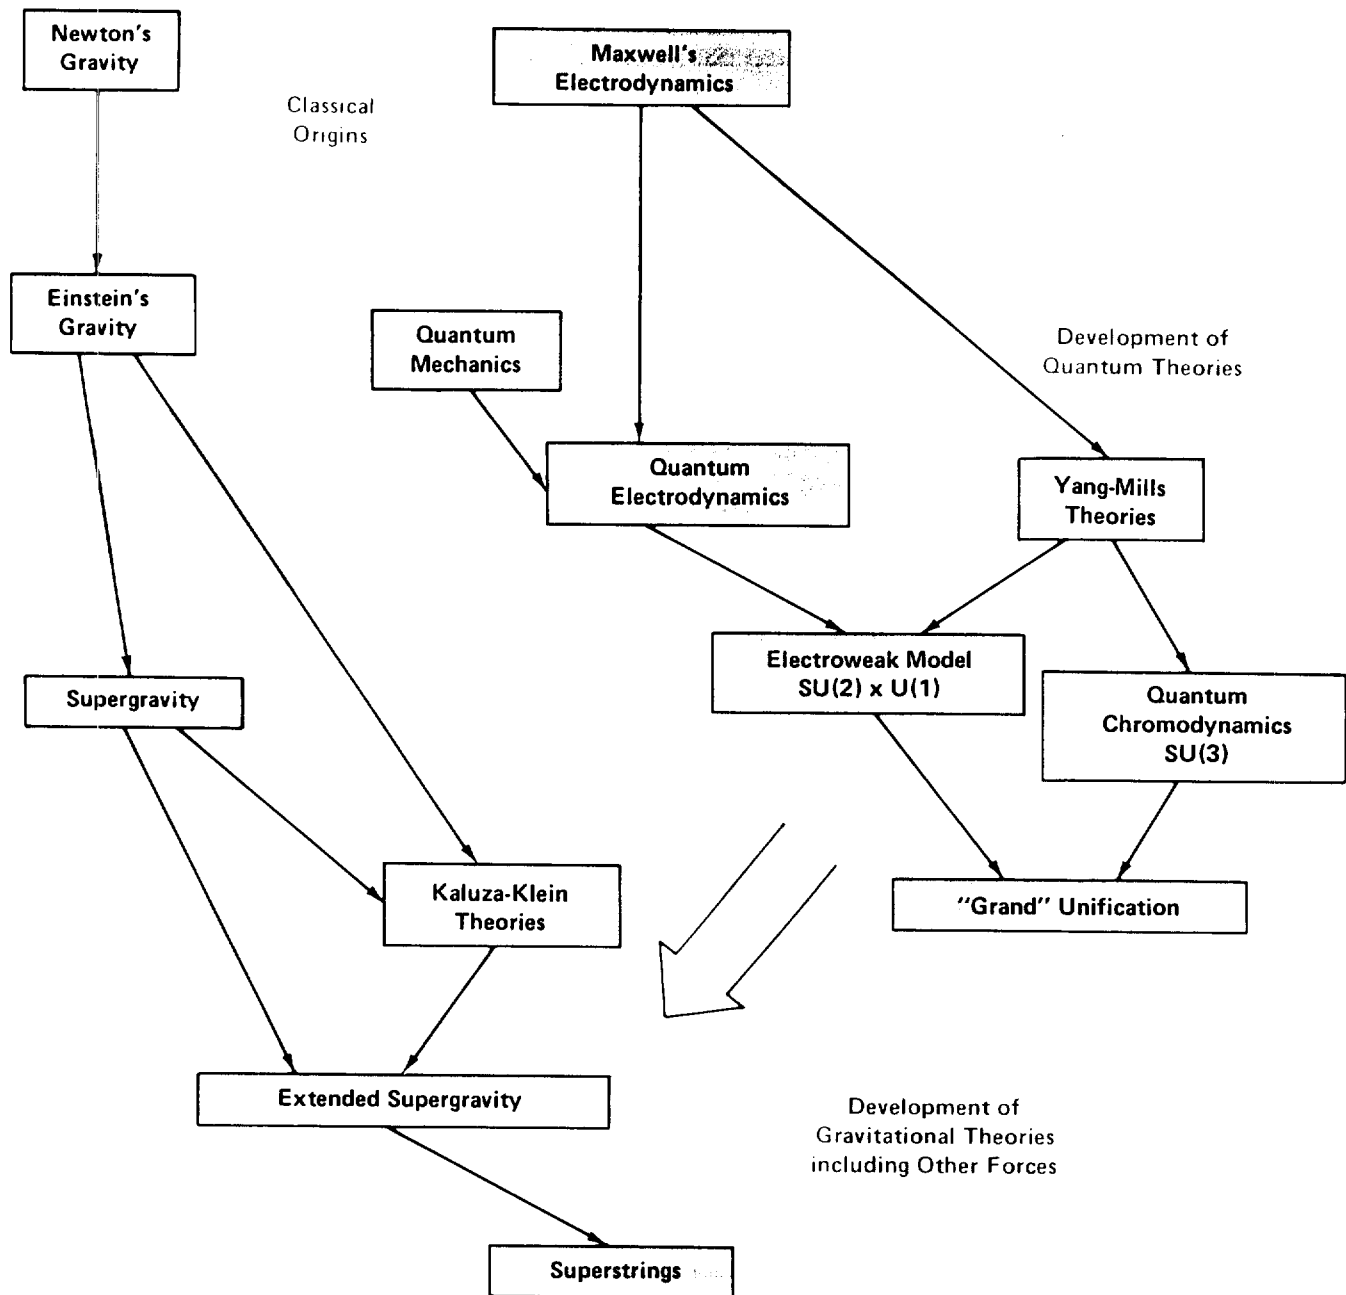 Newton's
Gravity
Maxwell's
Electrodynamics
Classical
Origins
Einstein's
Gravity
Quantum
Mechanics
Development of
Quantum Theories
Quantum
Electrodynamics
Yang-Mills
Theories
Electroweak Model
SU(2) x U(1)
Supergravity
Quantum
Chromodynamics
SU(3)
Kaluza-Klein
Theories
"Grand" Unification
Extended Supergravity
Development of
Gravitational Theories
including Other Forces
Superstrings